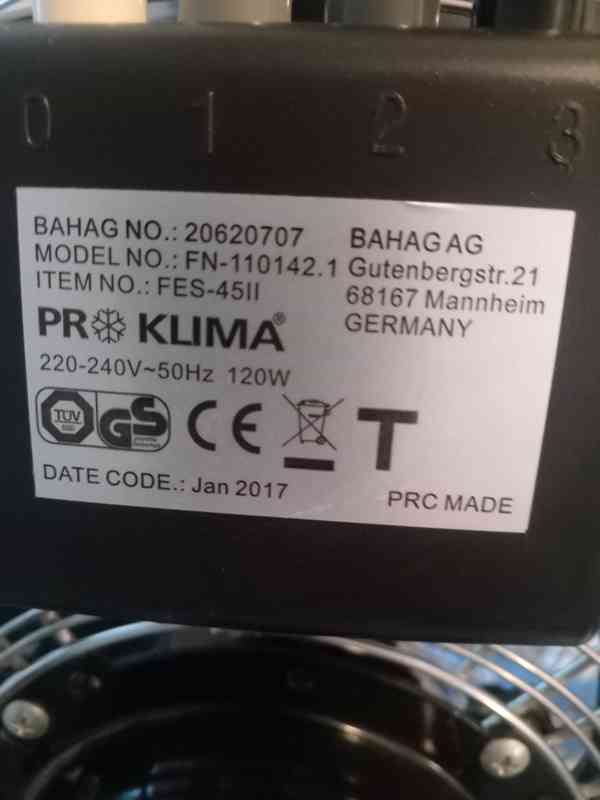 0 1 2 3
BAHAG NO.: 20620707
MODEL NO.: FN-110142.1
ITEM NO.: FES-45II
BAHAG AG
Gutenbergstr.21
68167 Mannheim
GERMANY
PR KLIMA®
220-240V~50Hz 120W
TÜV GS CE T
DATE CODE.: Jan 2017
PRC MADE